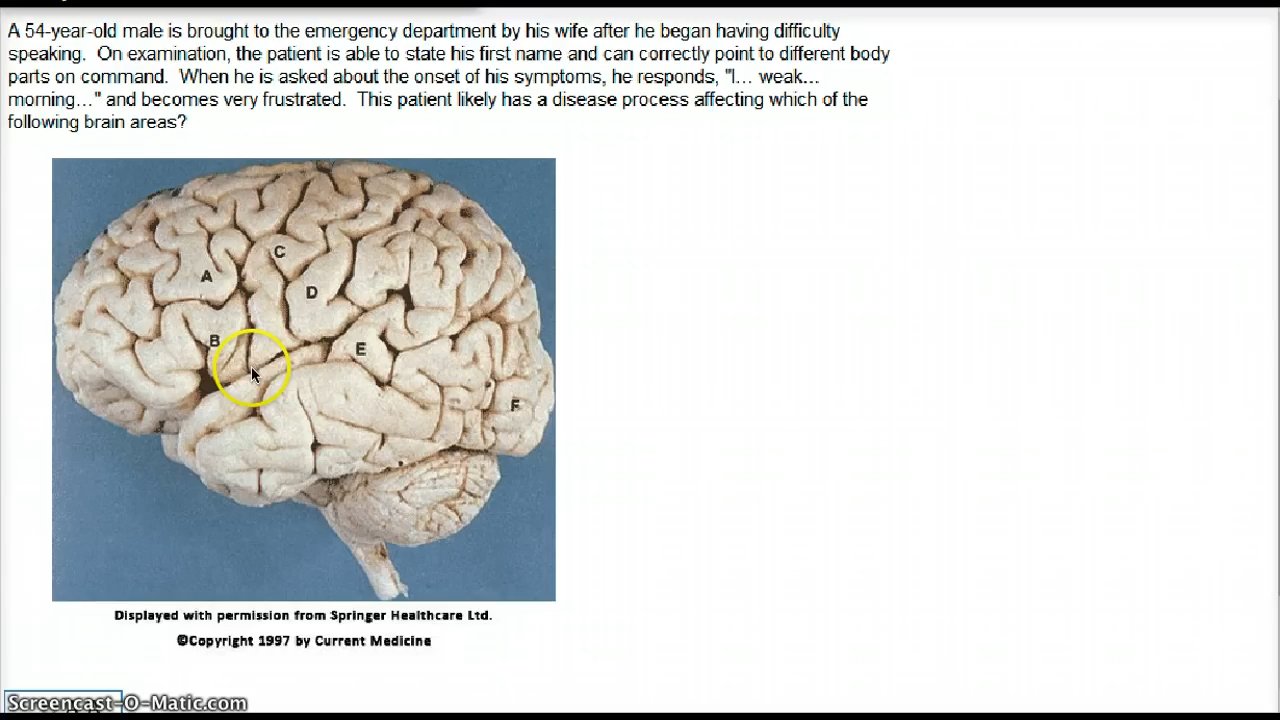 A 54-year-old male is brought to the emergency department by his wife after he began having difficulty
speaking.  On examination, the patient is able to state his first name and can correctly point to different body
parts on command.  When he is asked about the onset of his symptoms, he responds, "I... weak...
morning..." and becomes very frustrated.  This patient likely has a disease process affecting which of the
following brain areas?
C
A
D
B
E
F
Displayed with permission from Springer Healthcare Ltd.
©Copyright 1997 by Current Medicine
Screencast-O-Matic.com